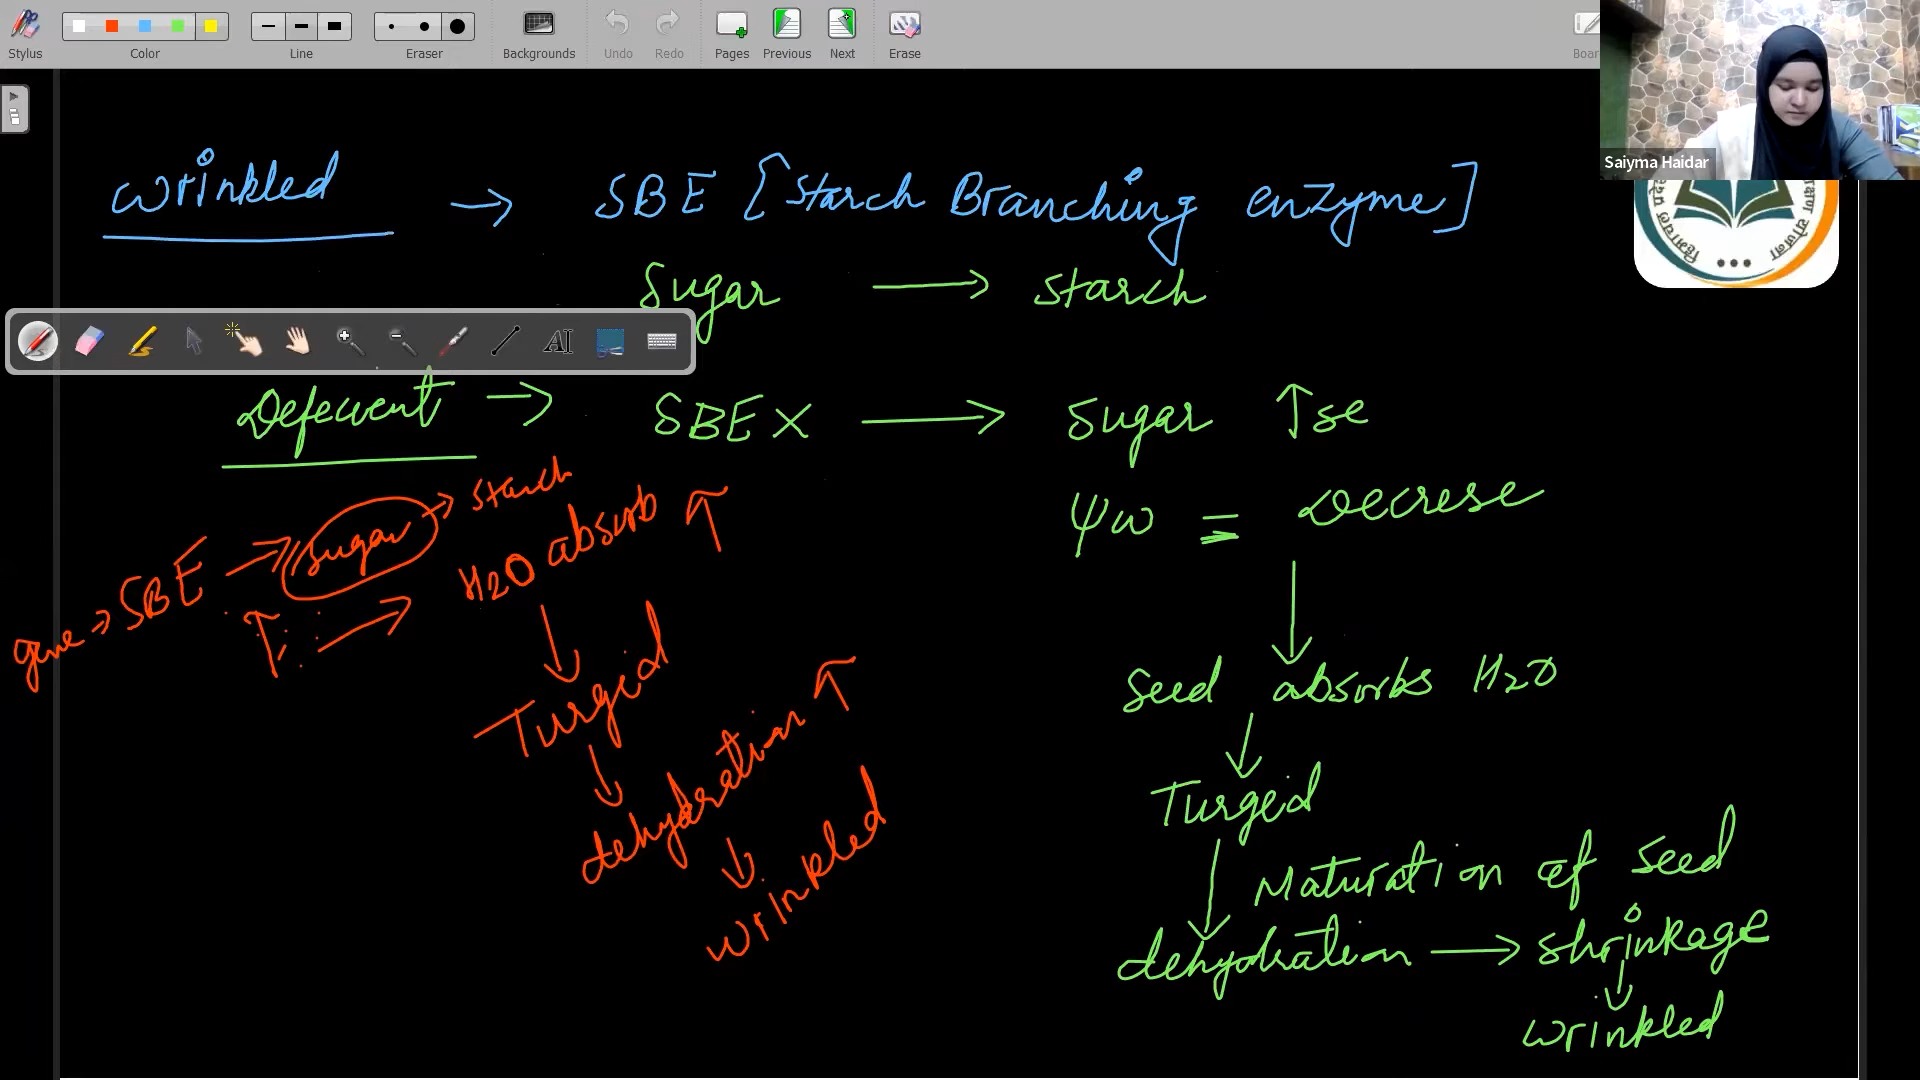 Stylus Color Line Eraser Backgrounds Undo Redo Pages Previous Next Erase Boar
Saiyma Haidar
Wrinkled → SBE [Starch Branching enzyme]
Sugar → Starch
→ SBE X → Sugar ↑se
ψw = Decrese
↓
Seed absorbs H2O
↓
Turgid
↓ Maturation of Seed
dehydration → Shrinkage
↓
Wrinkled
gene → SBE → Sugar → Starch
↑ → H2O absorb ↑
↓
Turgid
↓
dehydration ↑
↓
Wrinkled